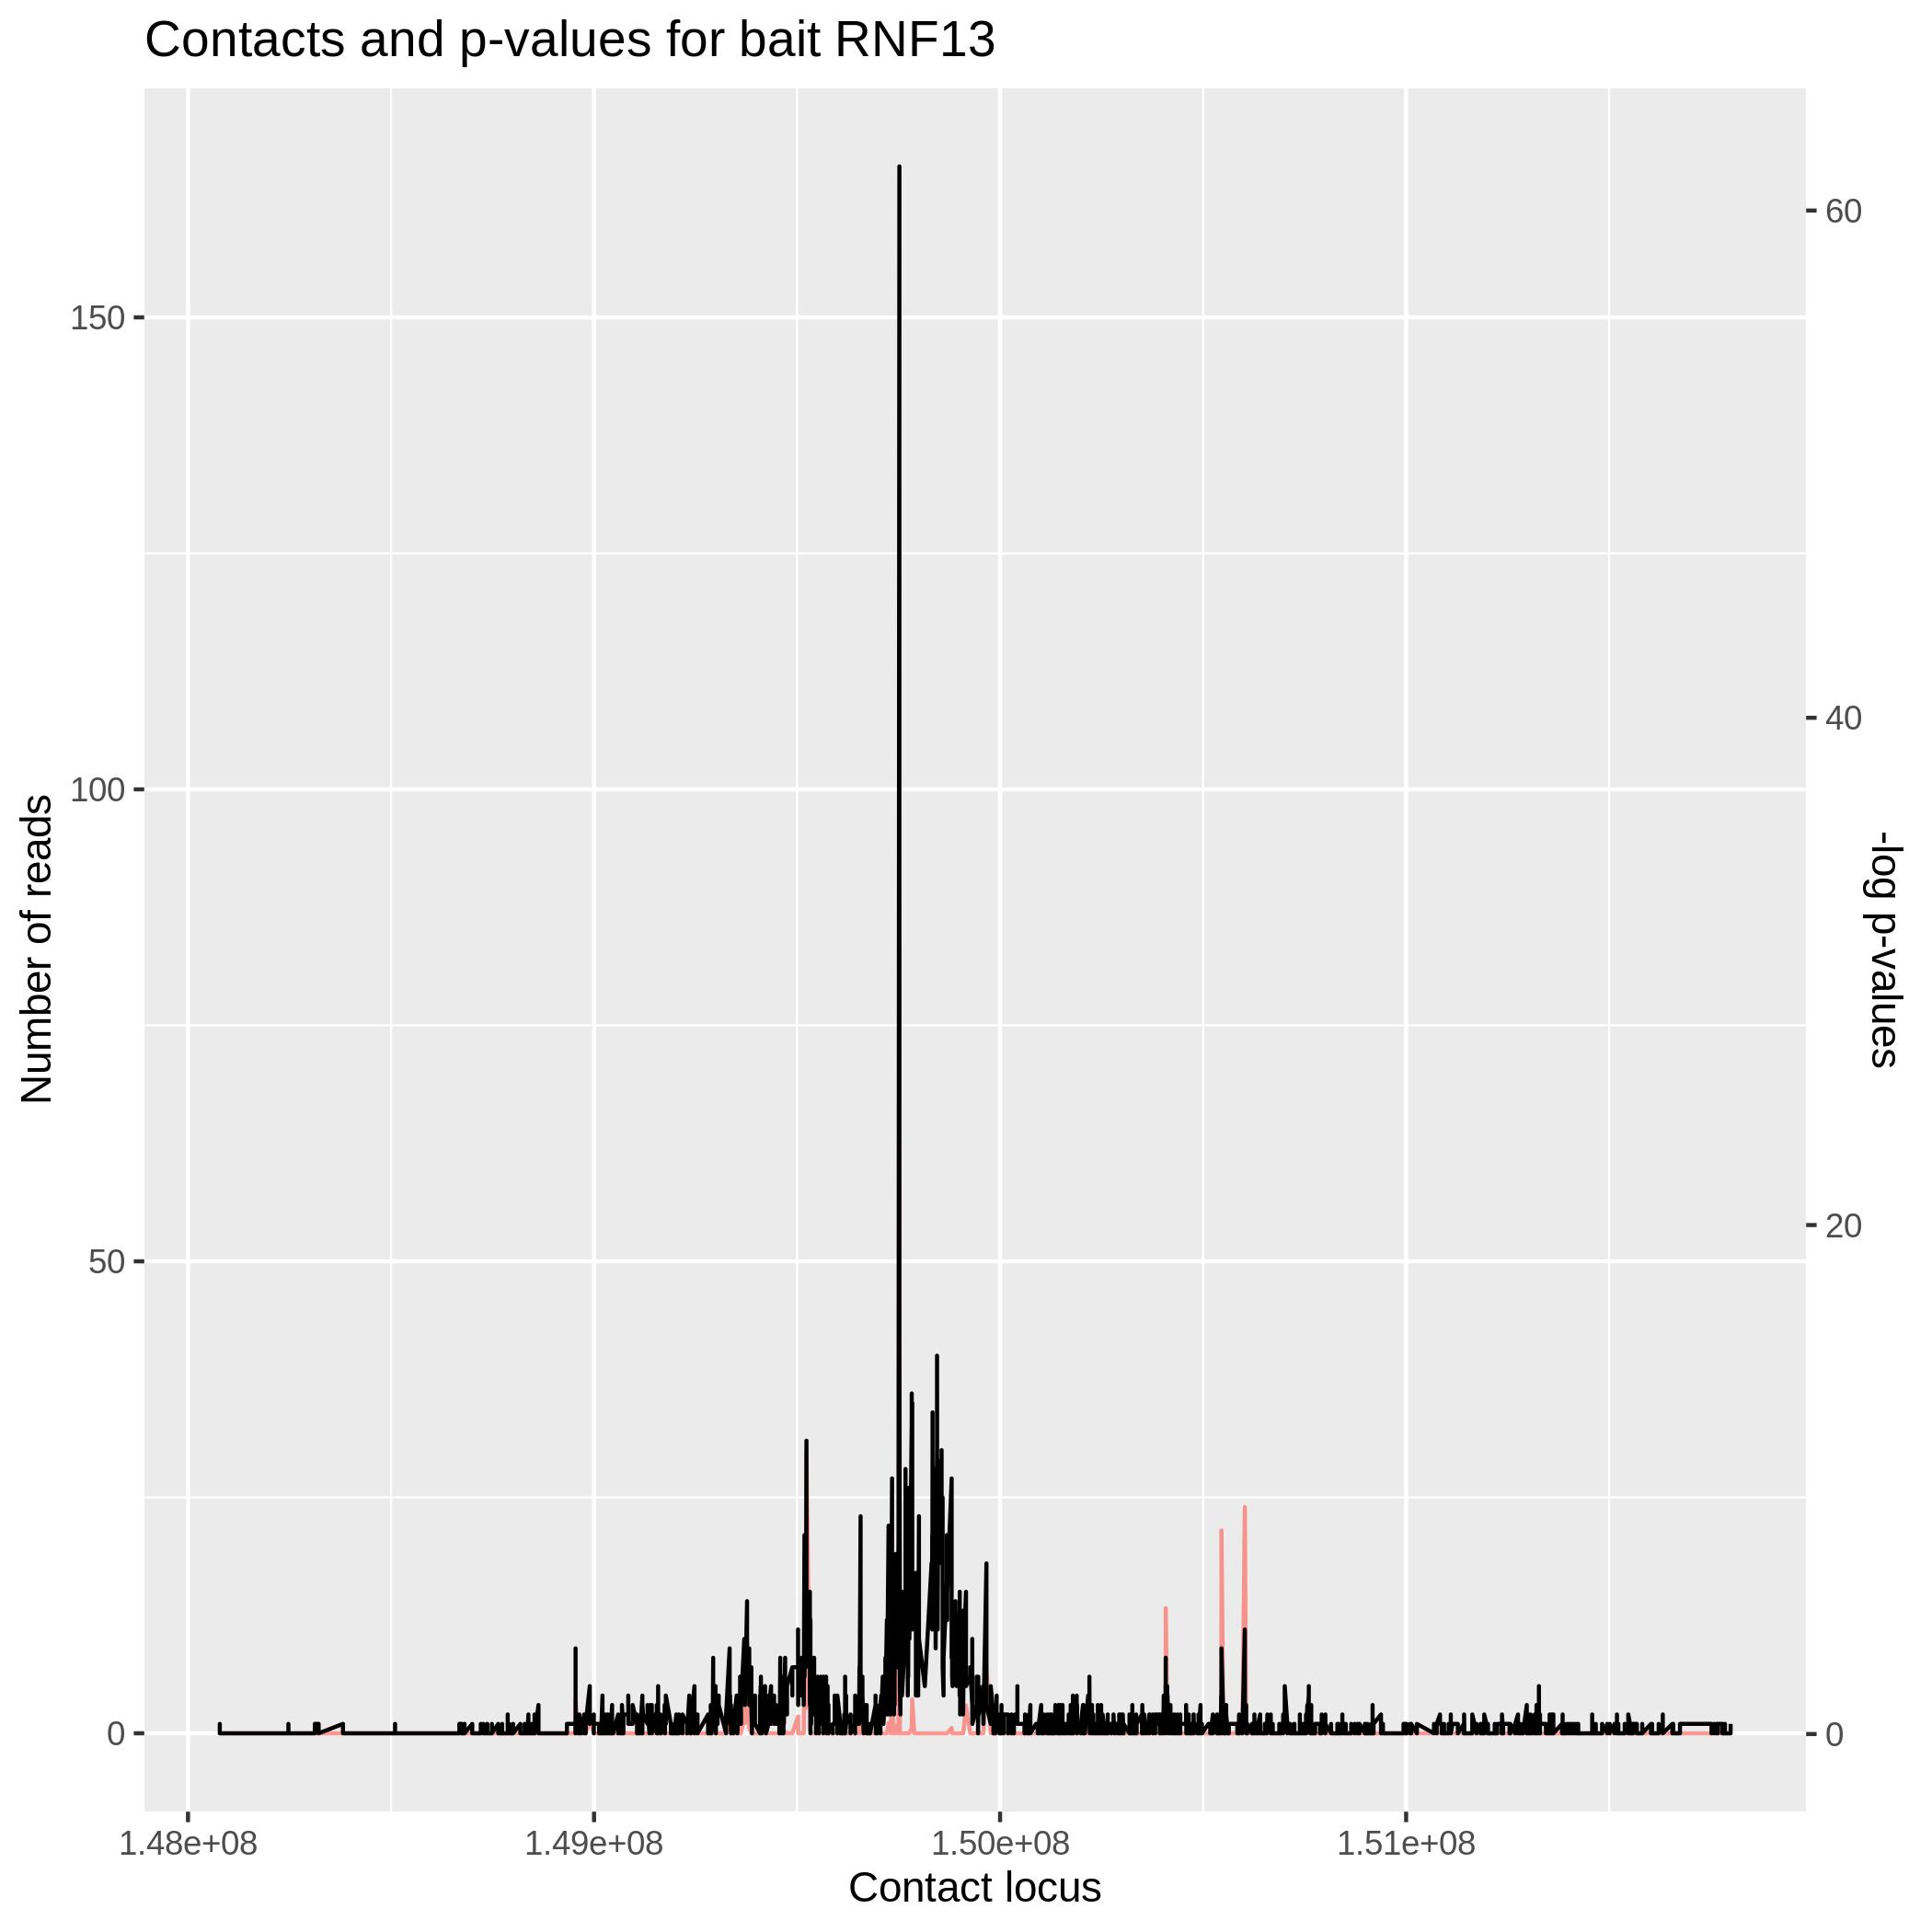 Contacts and p-values for bait RNF13
150
100
50
0
60
40
20
0
Number of reads
-log p-values
1.48e+08
1.49e+08
1.50e+08
1.51e+08
Contact locus